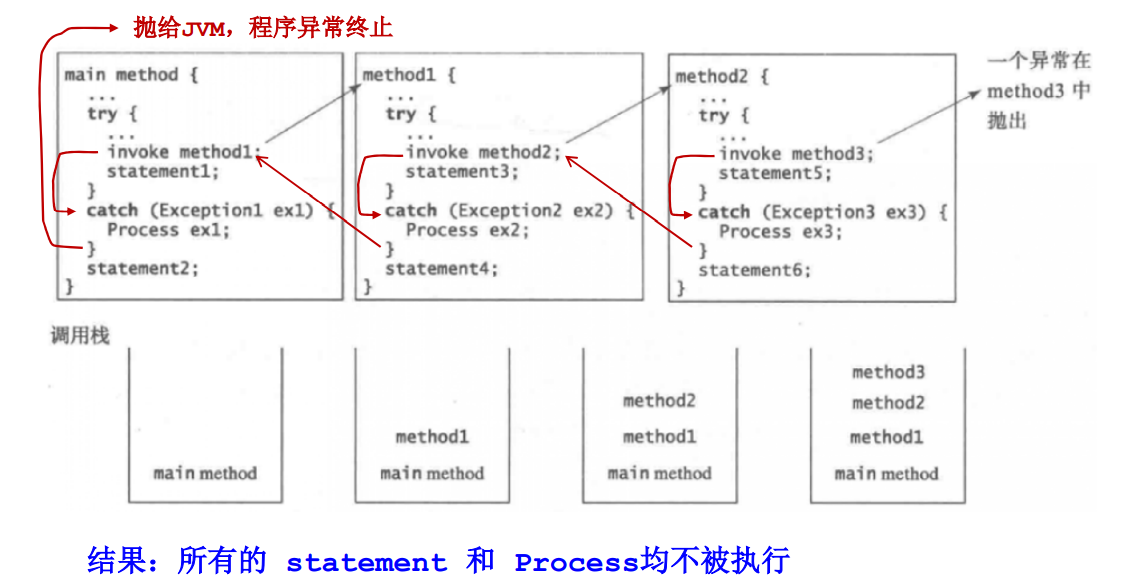 抛给JVM，程序异常终止
main method {
...
try {
...
invoke method1;
statement1;
}
catch (Exception1 ex1) {
Process ex1;
}
statement2;
}
method1 {
...
try {
...
invoke method2;
statement3;
}
catch (Exception2 ex2) {
Process ex2;
}
statement4;
}
method2 {
...
try {
...
invoke method3;
statement5;
}
catch (Exception3 ex3) {
Process ex3;
}
statement6;
}
一个异常在
method3 中
抛出
调用栈
main method
method1
main method
method2
method1
main method
method3
method2
method1
main method
结果：所有的 statement 和 Process均不被执行